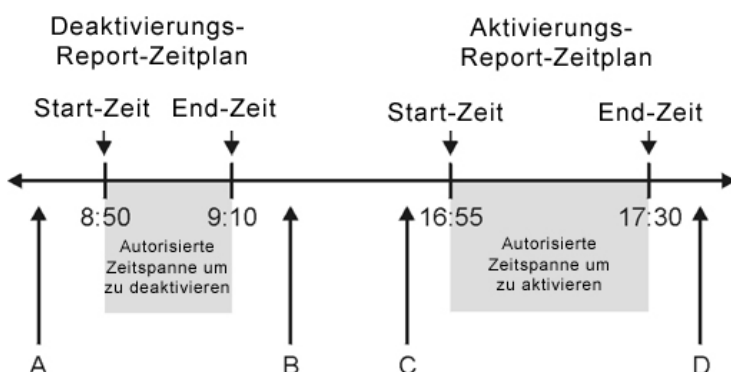 Deaktivierungs-
Report-Zeitplan
Aktivierungs-
Report-Zeitplan
Start-Zeit
End-Zeit
Start-Zeit
End-Zeit
8:50
9:10
16:55
17:30
Autorisierte
Zeitspanne um
zu deaktivieren
Autorisierte
Zeitspanne um
zu aktivieren
A
B
C
D